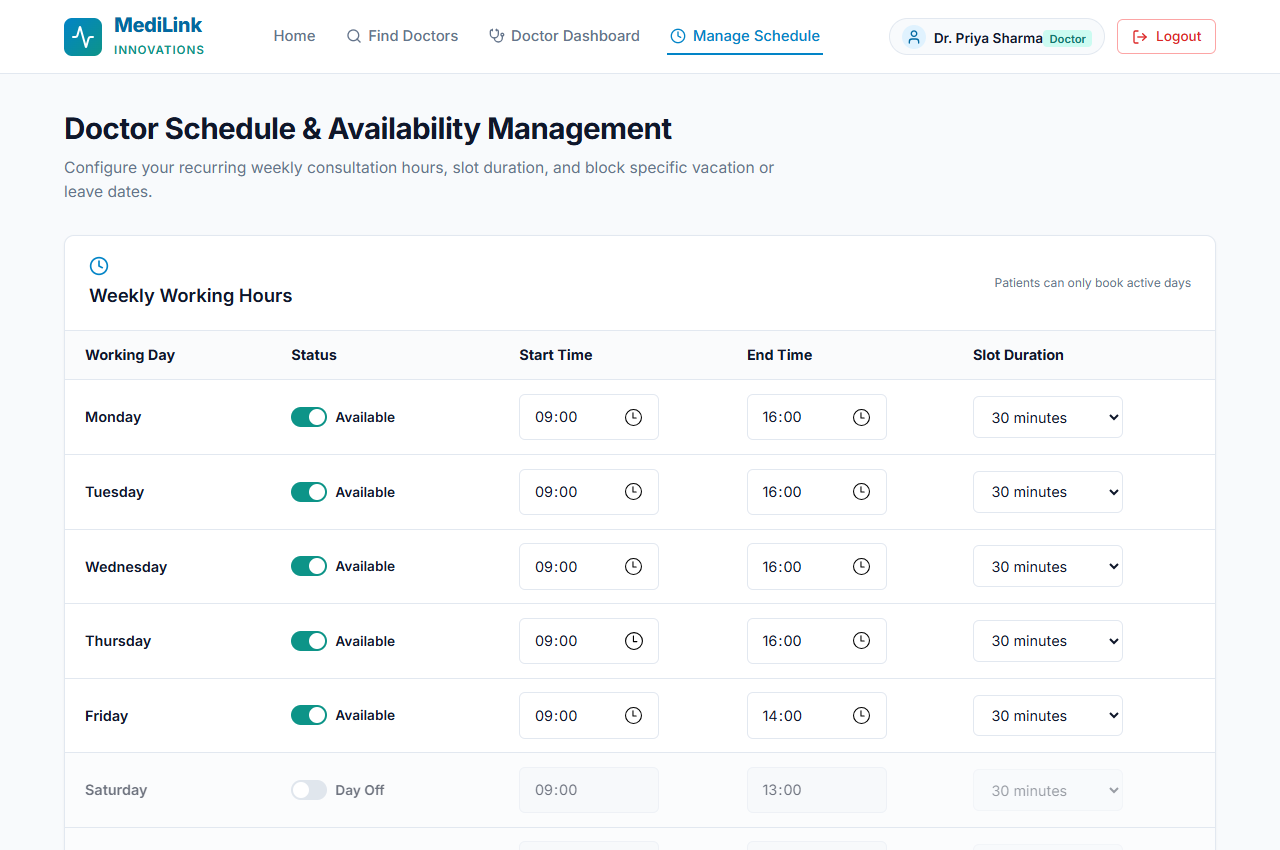 MediLink
INNOVATIONS
Home
Find Doctors
Doctor Dashboard
Manage Schedule
Dr. Priya Sharma
Doctor
Logout
Doctor Schedule & Availability Management
Configure your recurring weekly consultation hours, slot duration, and block specific vacation or
leave dates.
Weekly Working Hours
Patients can only book active days
Working Day Status Start Time End Time Slot Duration
Monday Available 09:00 16:00 30 minutes
Tuesday Available 09:00 16:00 30 minutes
Wednesday Available 09:00 16:00 30 minutes
Thursday Available 09:00 16:00 30 minutes
Friday Available 09:00 14:00 30 minutes
Saturday Day Off 09:00 13:00 30 minutes